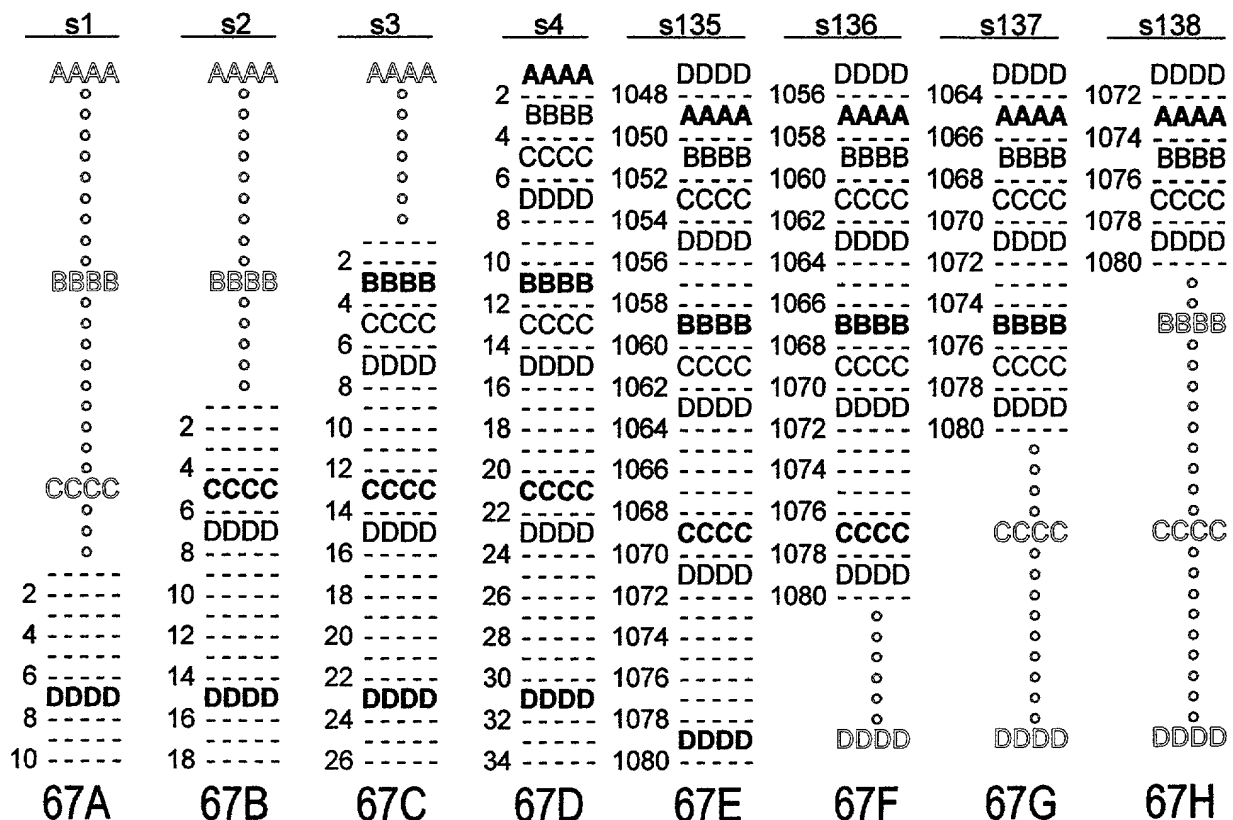 s1
AAAA
BBBB
CCCC
2
4
6
DDDD
8
10
67A
s2
AAAA
BBBB
2
4
CCCC
6
DDDD
8
10
12
14
DDDD
16
18
67B
s3
AAAA
2
BBBB
4
CCCC
6
DDDD
8
10
12
CCCC
14
DDDD
16
18
20
22
DDDD
24
26
67C
s4
AAAA
2
BBBB
4
CCCC
6
DDDD
8
10
BBBB
12
CCCC
14
DDDD
16
18
20
CCCC
22
DDDD
24
26
28
30
DDDD
32
34
67D
s135
DDDD
1048
AAAA
1050
BBBB
1052
CCCC
1054
DDDD
1056
1058
BBBB
1060
CCCC
1062
DDDD
1064
1066
1068
CCCC
1070
DDDD
1072
1074
1076
1078
DDDD
1080
67E
s136
DDDD
1056
AAAA
1058
BBBB
1060
CCCC
1062
DDDD
1064
1066
BBBB
1068
CCCC
1070
DDDD
1072
1074
1076
CCCC
1078
DDDD
1080
DDDD
67F
s137
DDDD
1064
AAAA
1066
BBBB
1068
CCCC
1070
DDDD
1072
1074
BBBB
1076
CCCC
1078
DDDD
1080
CCCC
DDDD
67G
s138
DDDD
1072
AAAA
1074
BBBB
1076
CCCC
1078
DDDD
1080
BBBB
CCCC
DDDD
67H